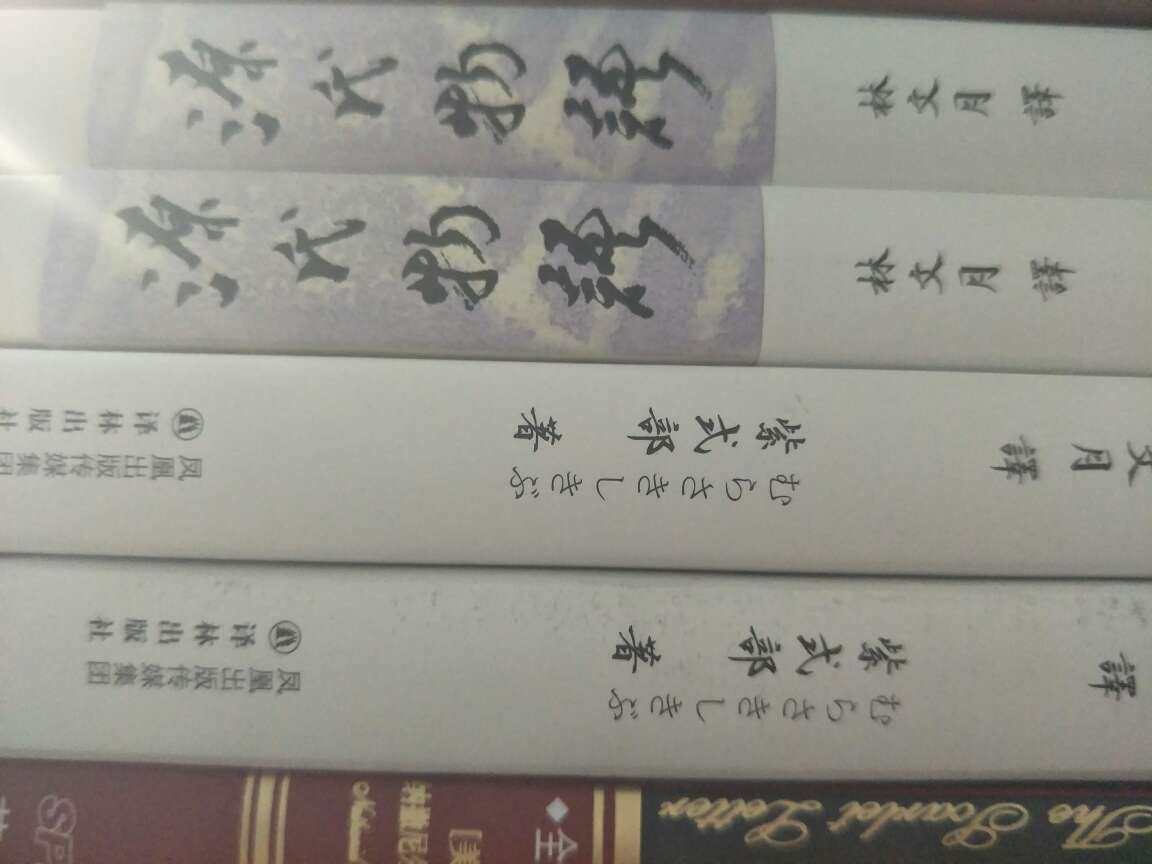 源氏物語
林文月 譯
源氏物語
林文月 譯
文月 譯
紫式部 著
むらさきしきぶ
凤凰出版传媒集团
译林出版社
譯
紫式部 著
むらさきしきぶ
凤凰出版传媒集团
译林出版社
The Scarlet Letter
全